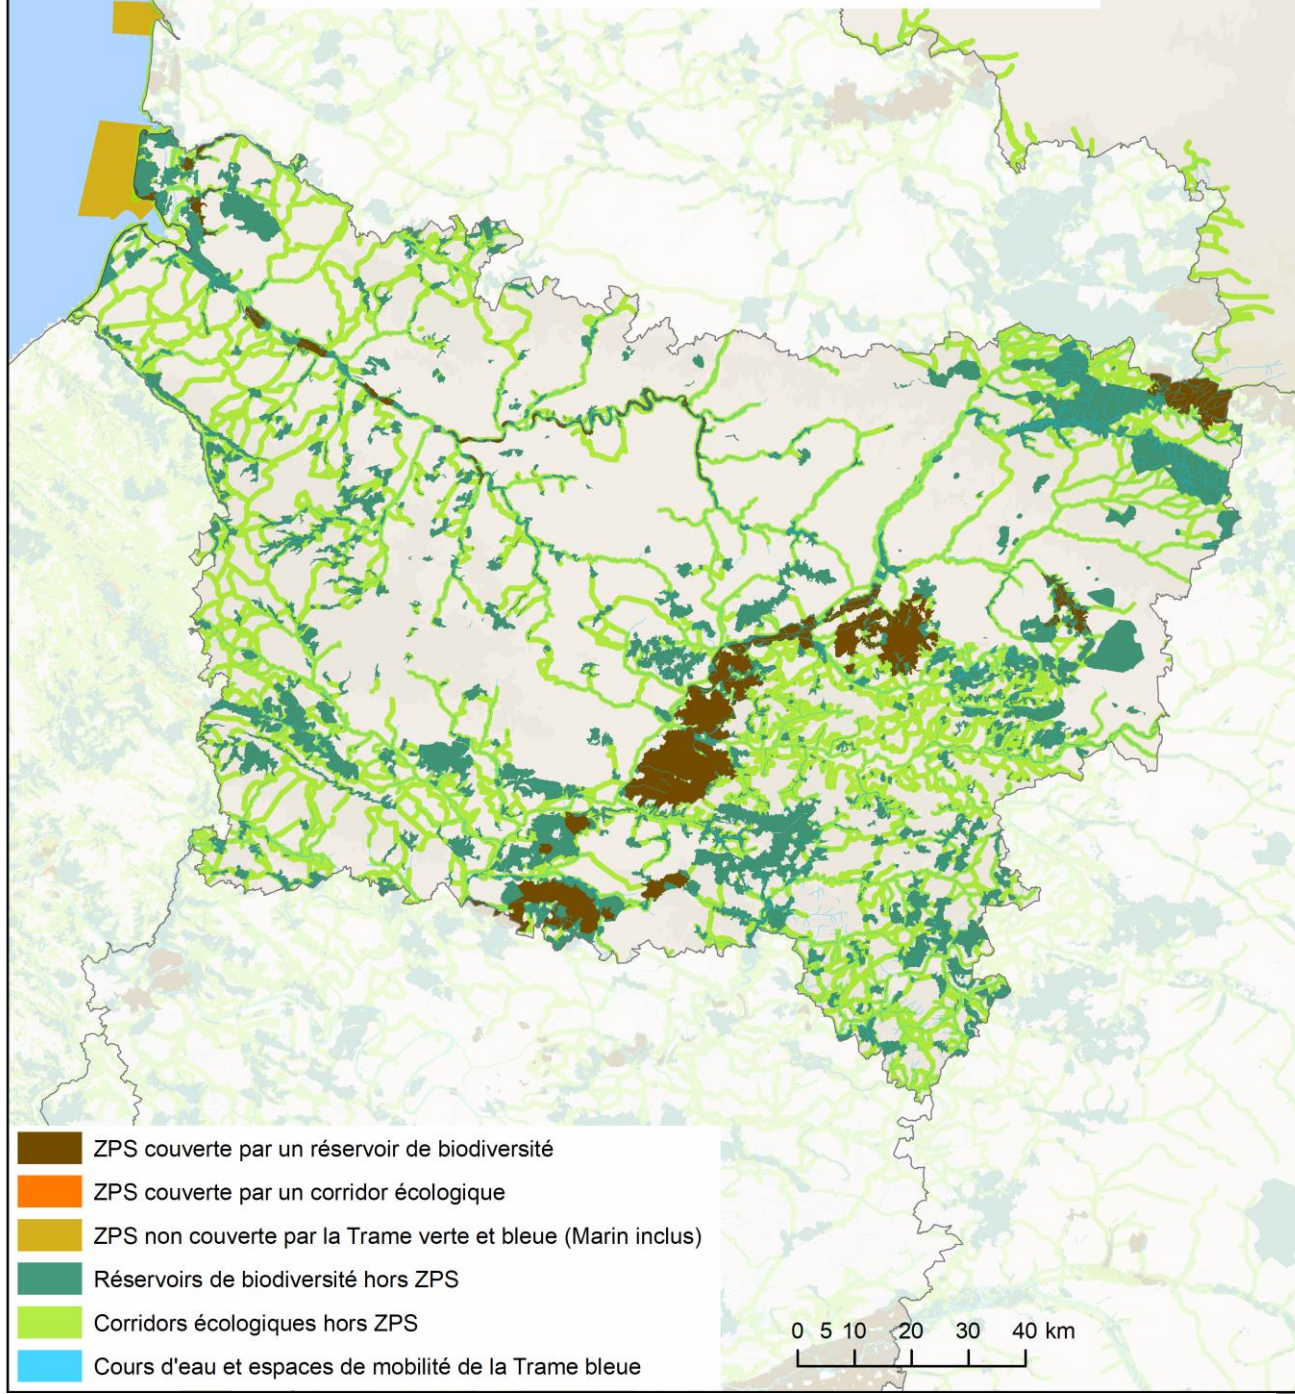 ZPS couverte par un réservoir de biodiversité
ZPS couverte par un corridor écologique
ZPS non couverte par la Trame verte et bleue (Marin inclus)
Réservoirs de biodiversité hors ZPS
Corridors écologiques hors ZPS
Cours d'eau et espaces de mobilité de la Trame bleue
0 5 10 20 30 40 km